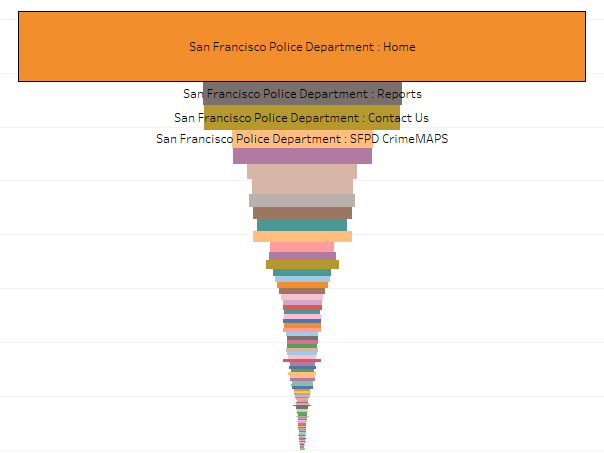 San Francisco Police Department : Home
San Francisco Police Department : Reports
San Francisco Police Department : Contact Us
San Francisco Police Department : SFPD CrimeMAPS